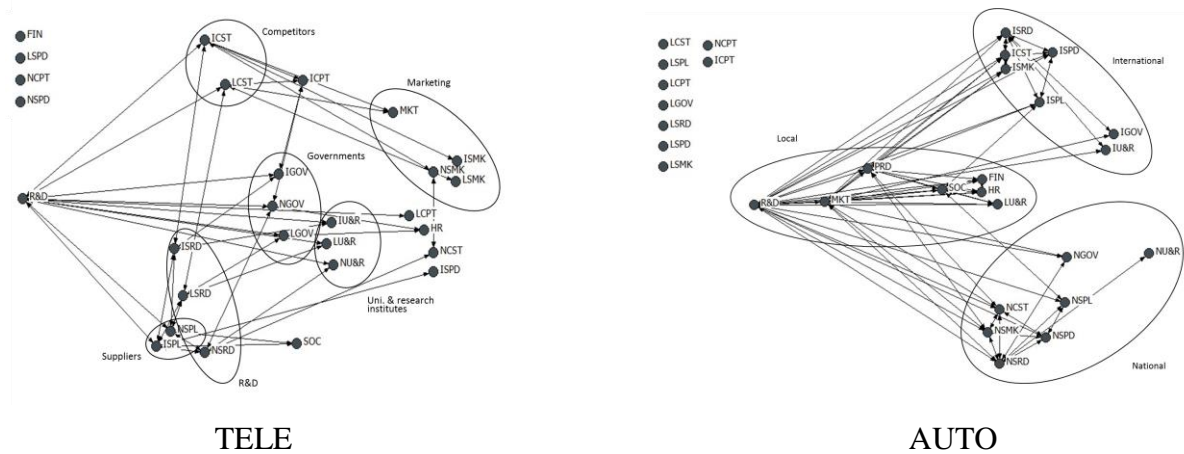 FIN
LSPD
NCPT
NSPD
ICST
Competitors
LCST
ICPT
Marketing
MKT
ISMK
NSMK
LSMK
Governments
IGOV
R&D
NGOV
IU&R
LCPT
LGOV
HR
LU&R
ISRD
NCST
NU&R
ISPD
Uni. & research
institutes
LSRD
NSPL
ISPL
Suppliers
NSRD
SOC
R&D
TELE
LCST
NCPT
LSPL
ICPT
LCPT
LGOV
LSRD
LSPD
LSMK
ISRD
ICST
ISPD
ISMK
International
ISPL
IGOV
IU&R
Local
PRD
FIN
SOC
HR
R&D
MKT
LU&R
NGOV
NU&R
NCST
NSPL
NSMK
NSPD
NSRD
National
AUTO